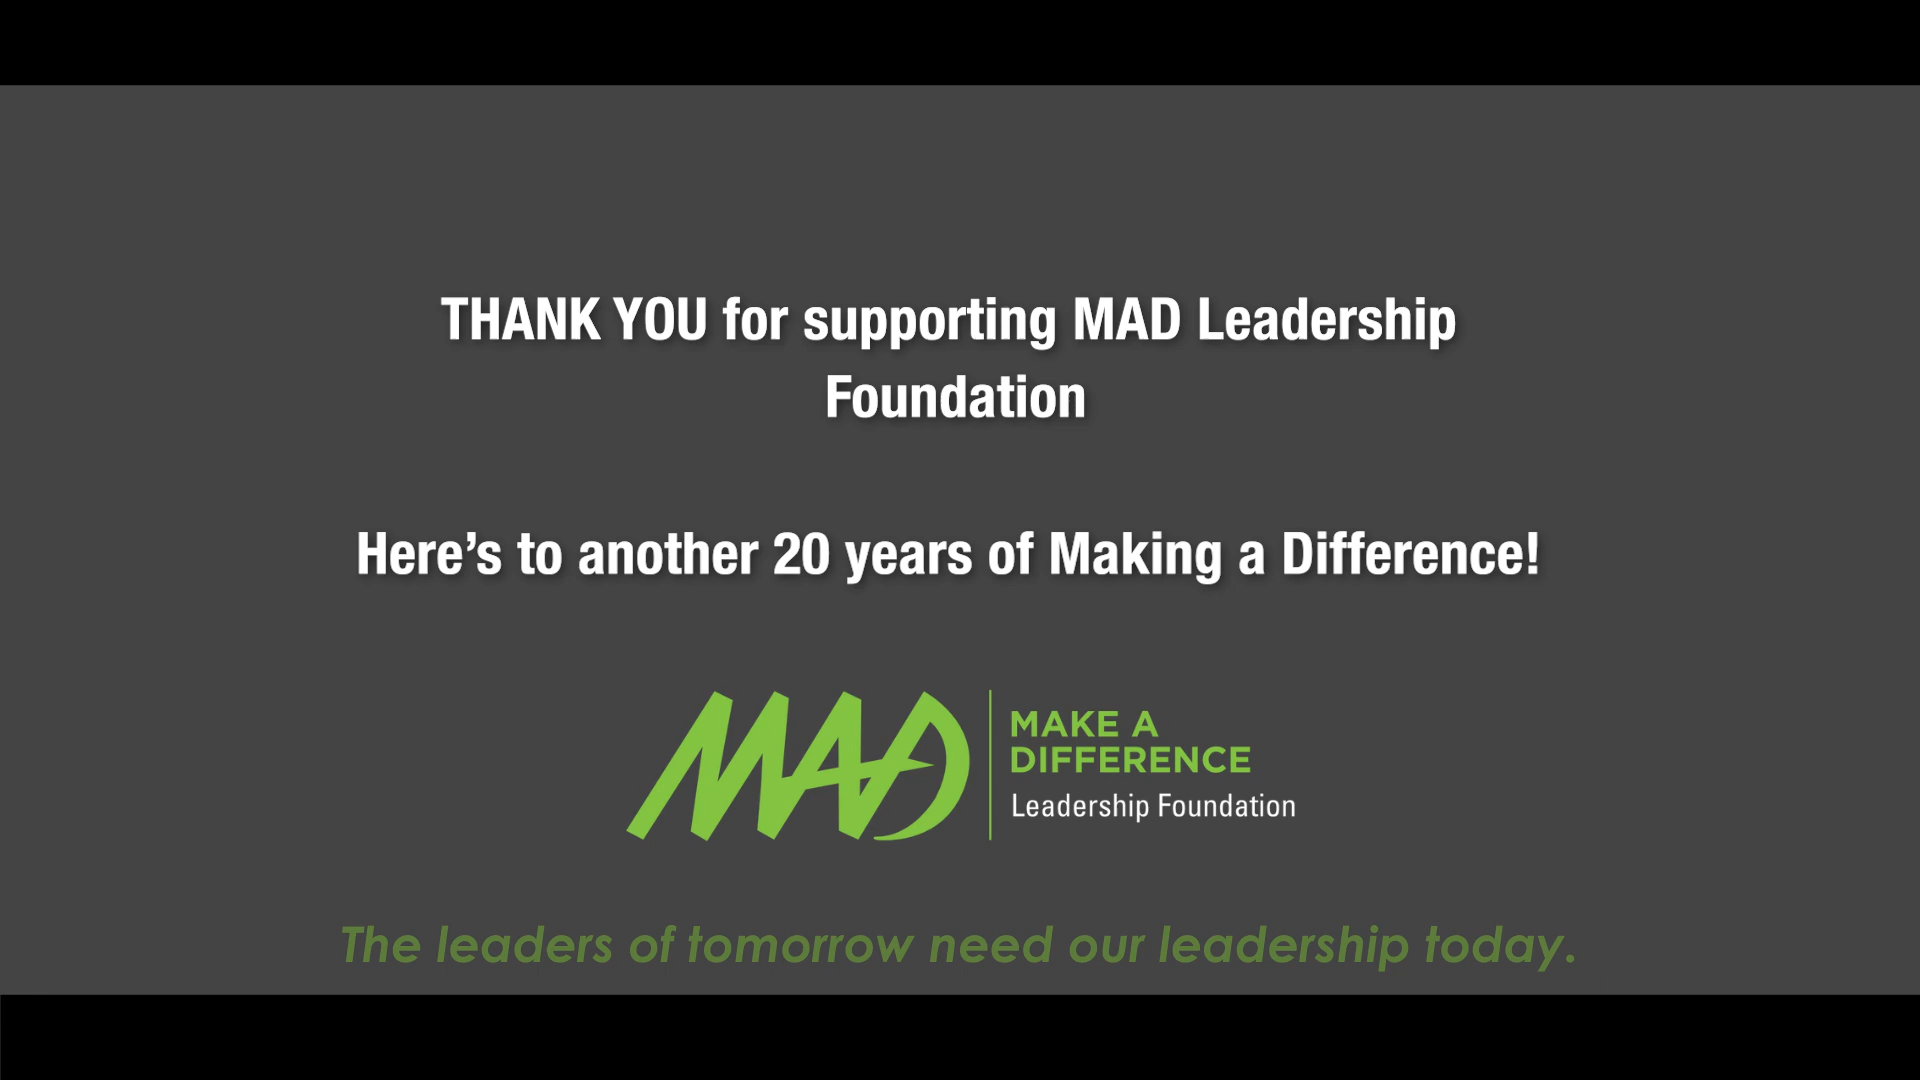 THANK YOU for supporting MAD Leadership
Foundation
Here’s to another 20 years of Making a Difference!
MAD
MAKE A
DIFFERENCE
Leadership Foundation
The leaders of tomorrow need our leadership today.